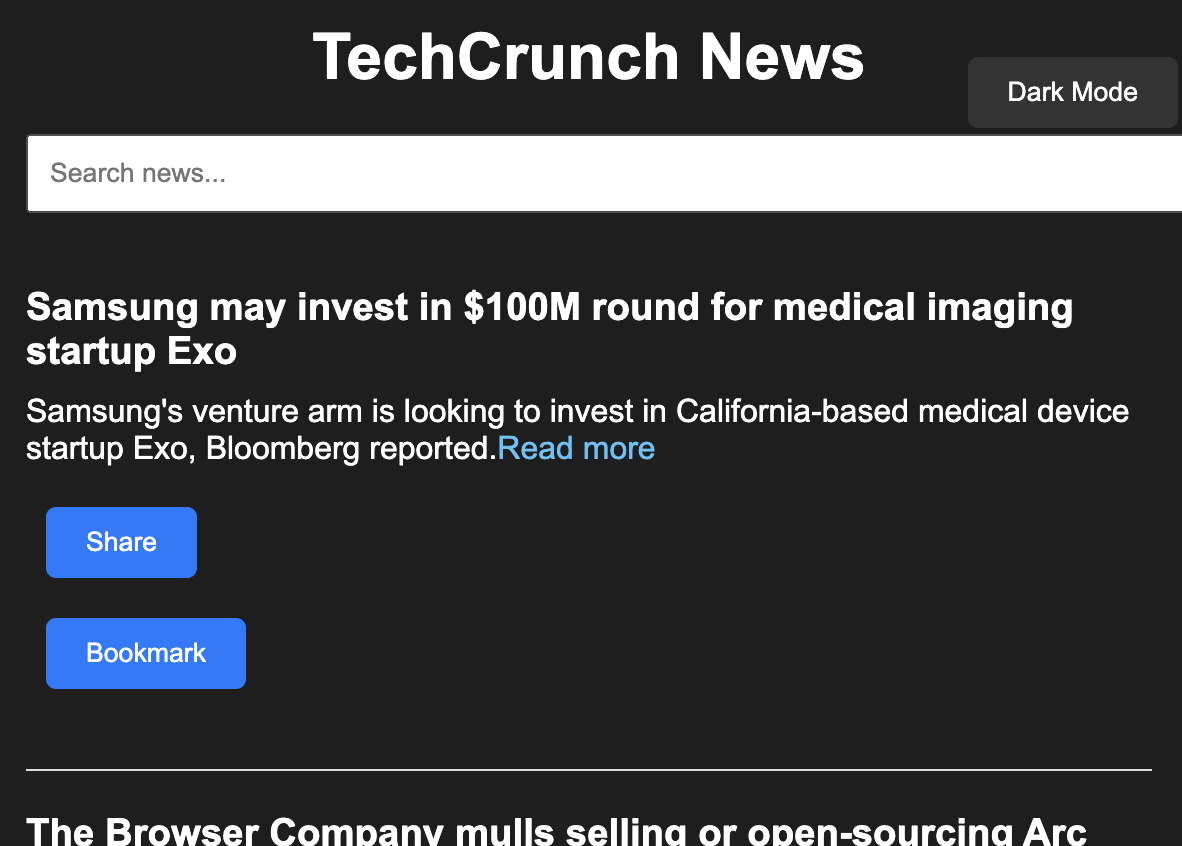 TechCrunch News
Dark Mode
Search news...
Samsung may invest in $100M round for medical imaging
startup Exo
Samsung's venture arm is looking to invest in California-based medical device
startup Exo, Bloomberg reported.Read more
Share
Bookmark
The Browser Company mulls selling or open-sourcing Arc